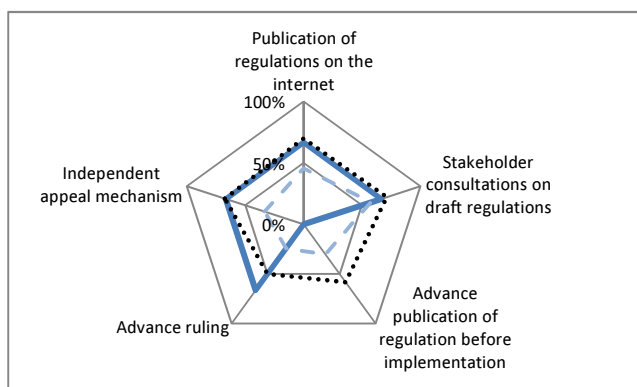 Publication of
regulations on the
internet
100%
50%
0%
Stakeholder
consultations on
draft regulations
Advance
publication of
regulation before
implementation
Advance ruling
Independent
appeal mechanism